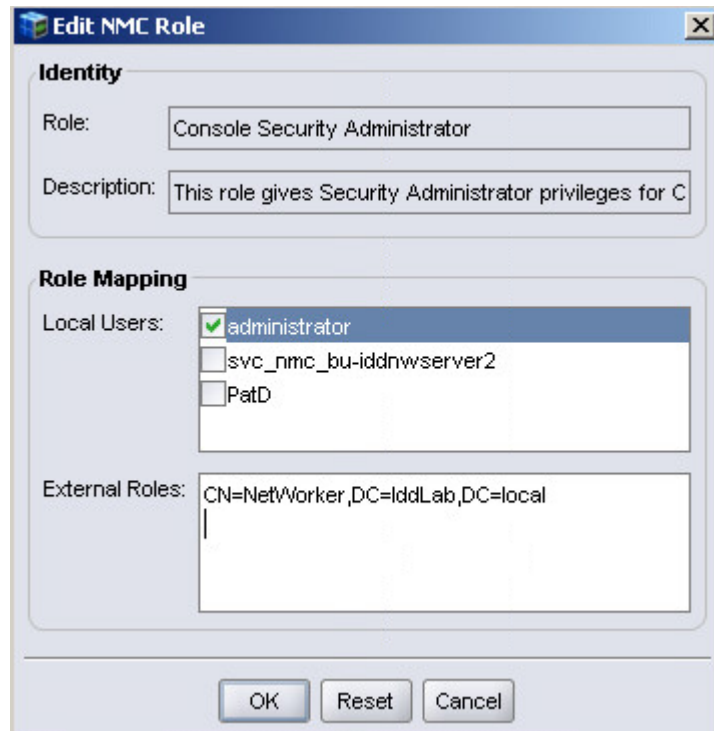 Edit NMC Role
Identity
Role: Console Security Administrator
Description: This role gives Security Administrator privileges for C
Role Mapping
Local Users: administrator
svc_nmc_bu-iddnwserver2
PatD
External Roles: CN=NetWorker,DC=IddLab,DC=local
OK Reset Cancel